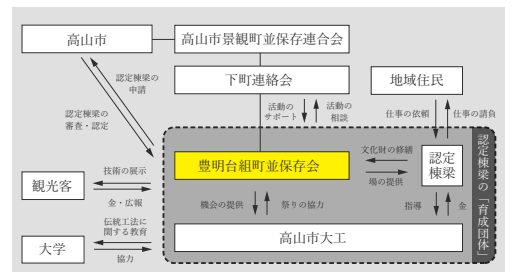 高山市
高山市景観町並保存連合会
下町連絡会
地域住民
認定棟梁の
申請
認定棟梁の
審査・認定
活動の
サポート
活動の
相談
仕事の依頼
仕事の請負
豊明台組町並保存会
文化財の修繕
場の提供
認定
棟梁
認定棟梁の「育成団体」
観光客
技術の展示
金・広報
機会の提供
祭りの協力
指導
金
大学
伝統工法に
関する教育
協力
高山市大工